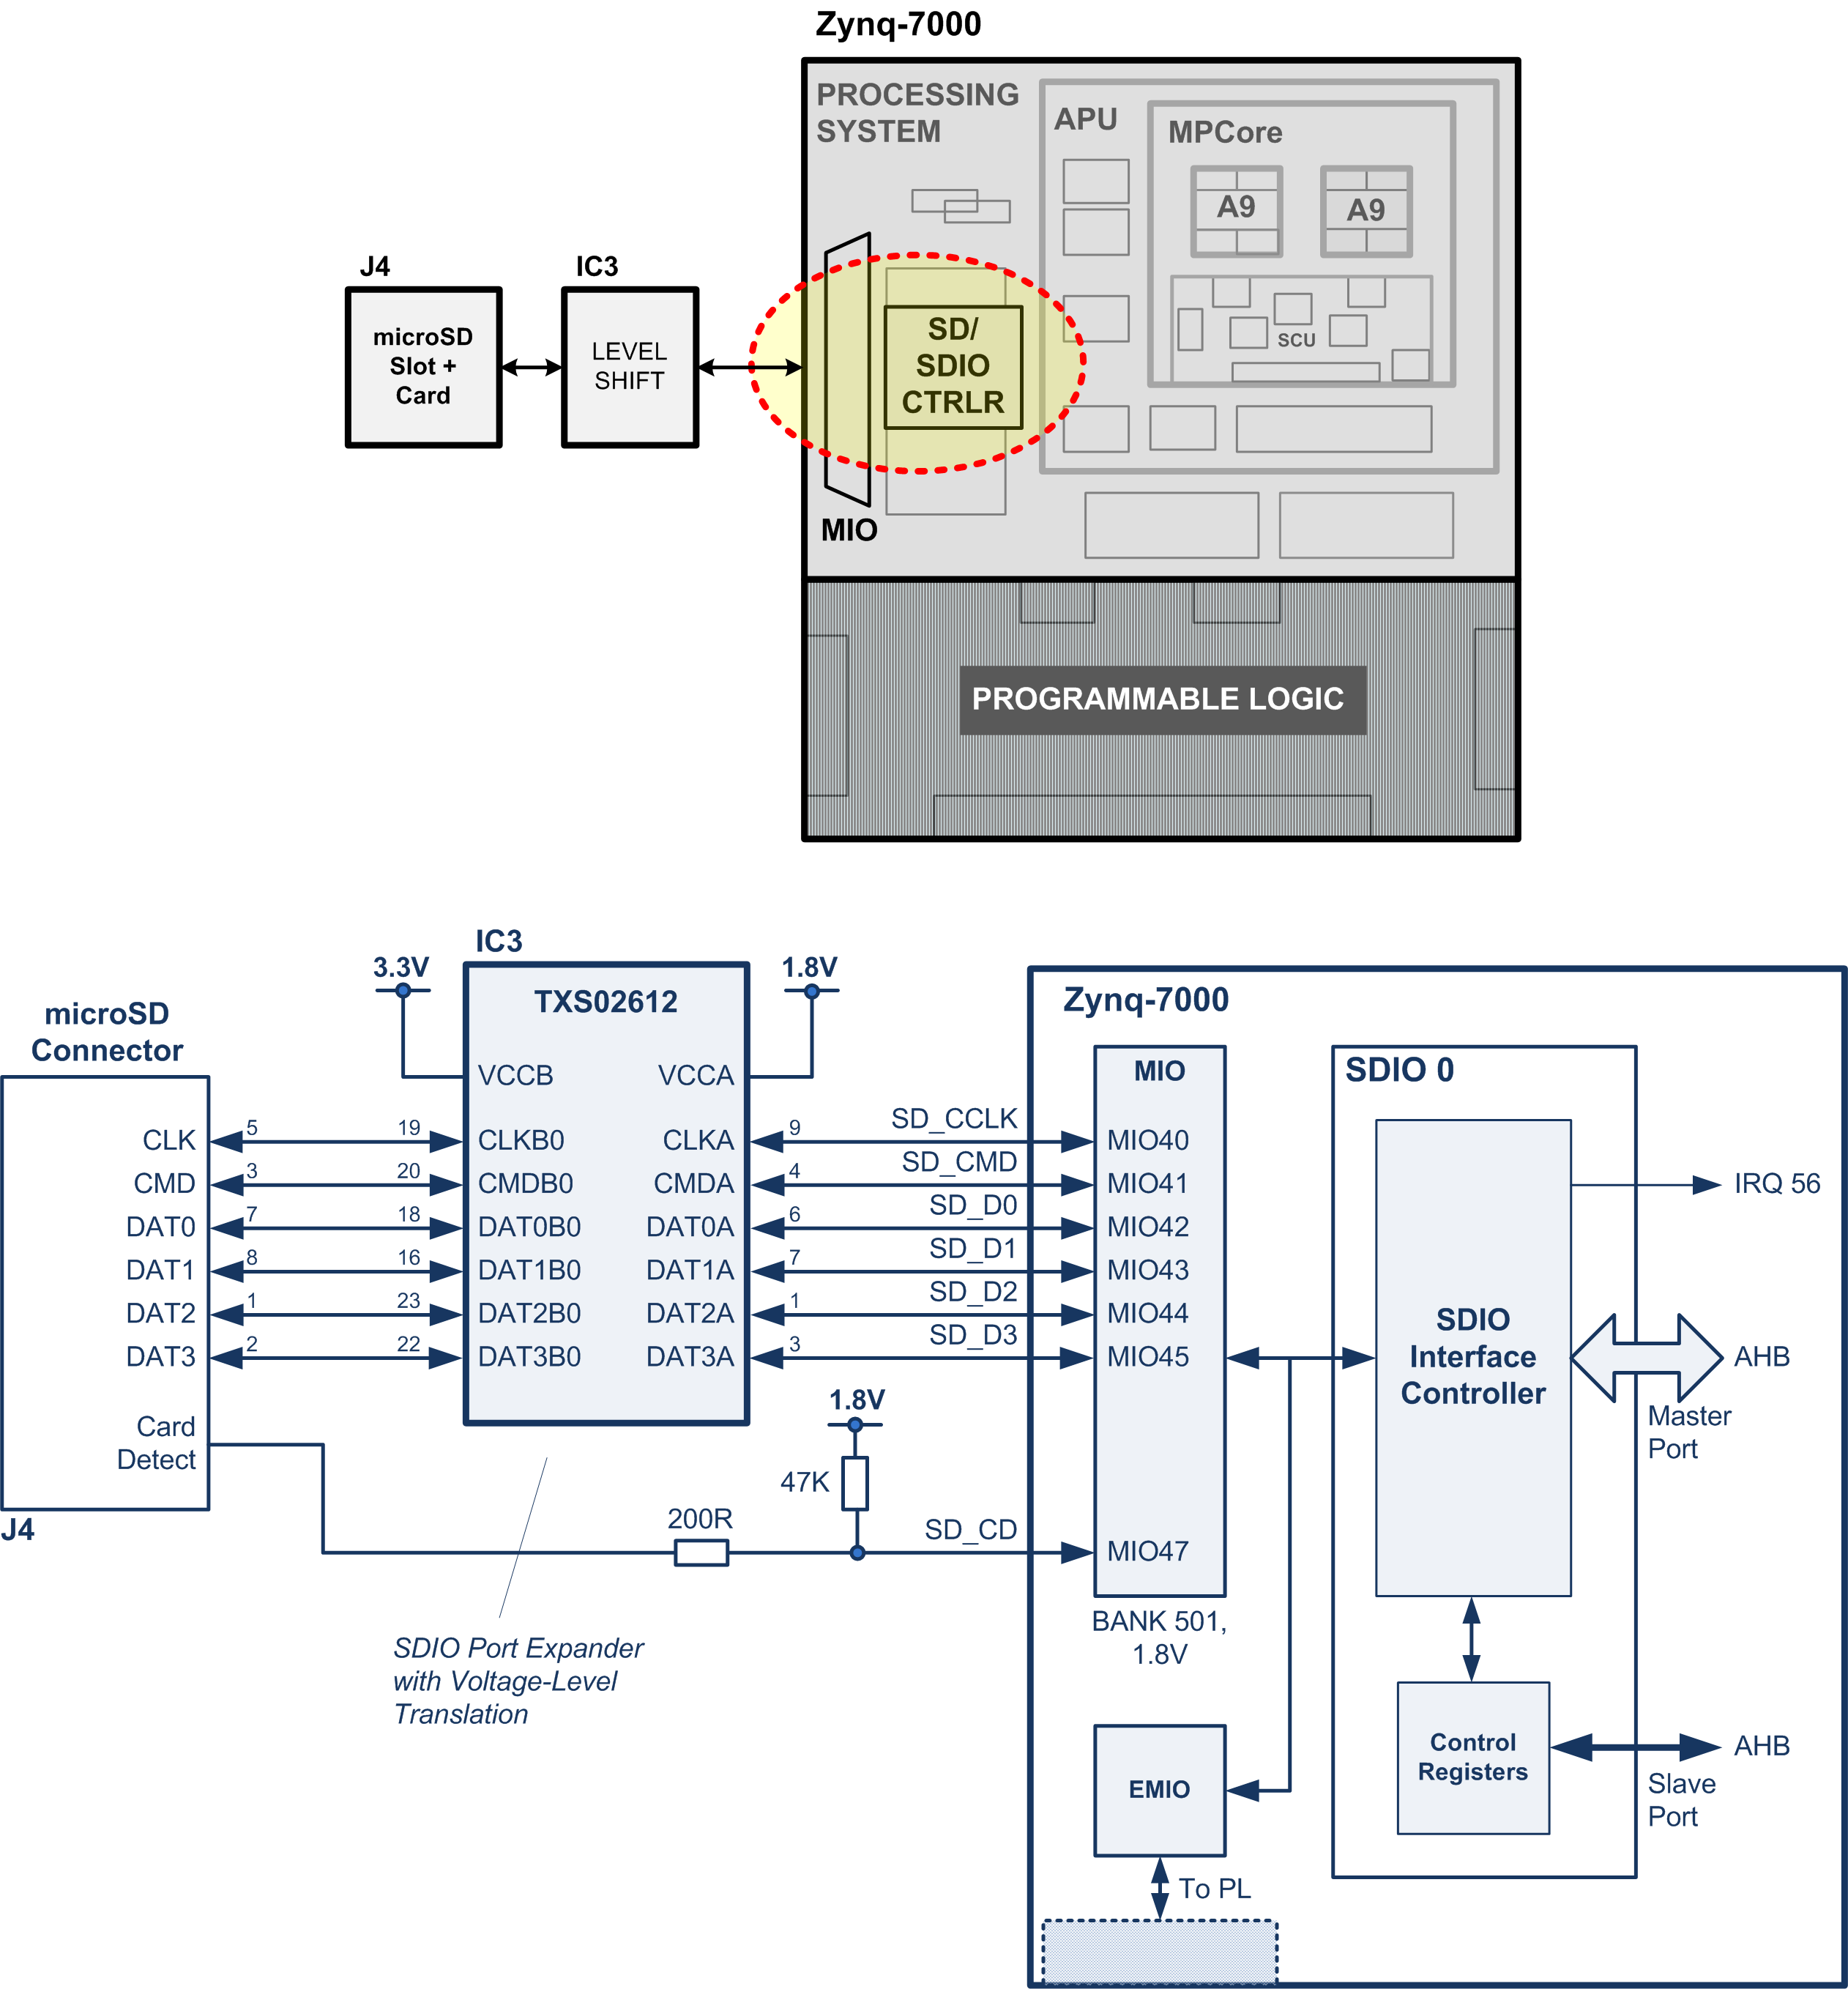 Zynq-7000
PROCESSING
SYSTEM
APU
MPCore
A9
A9
SCU
J4
microSD
Slot +
Card
IC3
LEVEL
SHIFT
SD/
SDIO
CTRLR
MIO
PROGRAMMABLE LOGIC
microSD
Connector
CLK
CMD
DAT0
DAT1
DAT2
DAT3
Card
Detect
J4
5
3
7
8
1
2
19
20
18
16
23
22
3.3V
IC3
TXS02612
1.8V
VCCB
VCCA
CLKB0
CLKA
CMDB0
CMDA
DAT0B0
DAT0A
DAT1B0
DAT1A
DAT2B0
DAT2A
DAT3B0
DAT3A
9
4
6
7
1
3
SD_CCLK
SD_CMD
SD_D0
SD_D1
SD_D2
SD_D3
1.8V
47K
200R
SD_CD
SDIO Port Expander
with Voltage-Level
Translation
Zynq-7000
MIO
MIO40
MIO41
MIO42
MIO43
MIO44
MIO45
MIO47
BANK 501,
1.8V
EMIO
To PL
SDIO 0
SDIO
Interface
Controller
Control
Registers
IRQ 56
AHB
Master
Port
AHB
Slave
Port